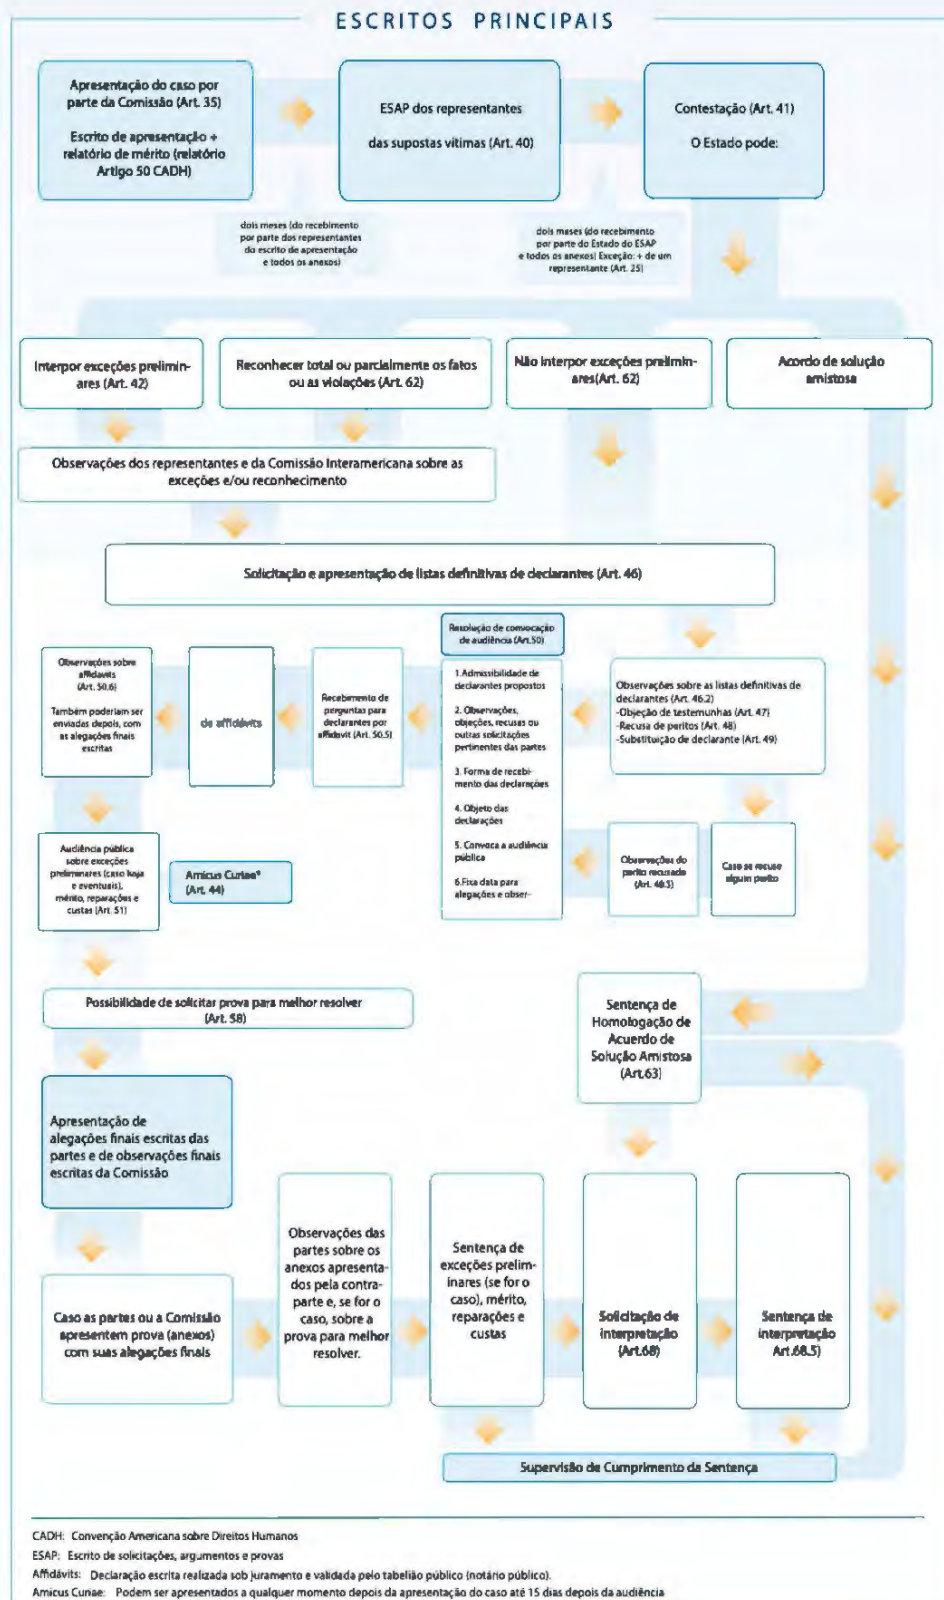 ESCRITOS PRINCIPAIS
Apresentação do caso por
parte da Comissão (Art. 35)
Escrito de apresentação +
relatório de mérito (relatório
Artigo 50 CADH)
ESAP dos representantes
das supostas vítimas (Art. 40)
Contestação (Art. 41)
O Estado pode:
dois meses (do recebimento
por parte dos representantes
do escrito de apresentação
e todos os anexos)
dois meses (do recebimento
por parte do Estado do ESAP
e todos os anexos) Exceção: + de um
representante (Art. 25)
Interpor exceções prelimin-
ares (Art. 42)
Reconhecer total ou parcialmente os fatos
ou as violações (Art. 62)
Não interpor exceções prelimin-
ares(Art. 62)
Acordo de solução
amistosa
Observações dos representantes e da Comissão Interamericana sobre as
exceções e/ou reconhecimento
Solicitação e apresentação de listas definitivas de declarantes (Art. 46)
Observações sobre
affidavits
(Art. 50.6)
Também poderiam ser
enviadas depois, com
as alegações finais
escritas
de affidávits
Recebimento de
perguntas para
declarantes por
affidavit (Art. 50.5)
Resolução de convocação
de audiência (Art.50)
1.Admissibilidade de
declarantes propostos
2. Observações,
objeções, recusas ou
outras solicitações
pertinentes das partes
3. Forma de recebi-
mento das declarações
4. Objeto das
declarações
5. Convoca a audiência
pública
6.Fixa data para
alegações e obser-
Observações sobre as listas definitivas de
declarantes (Art. 46.2)
-Objeção de testemunhas (Art. 47)
-Recusa de peritos (Art. 48)
-Substituição de declarante (Art. 49)
Observações do
perito recusado
(Art. 48.3)
Caso se recuse
algum perito
Audiência pública
sobre exceções
preliminares (caso haja
e eventuais),
mérito, reparações e
custas (Art. 51)
Amicus Curiae*
(Art. 44)
Possibilidade de solicitar prova para melhor resolver
(Art. 58)
Sentença de
Homologação de
Acuerdo de
Solução Amistosa
(Art.63)
Apresentação de
alegações finais escritas das
partes e de observações finais
escritas da Comissão
Caso as partes ou a Comissão
apresentem prova (anexos)
com suas alegações finais
Observações das
partes sobre os
anexos apresenta-
dos pela contra-
parte e, se for o
caso, sobre a
prova para melhor
resolver.
Sentença de
exceções prelim-
inares (se for o
caso), mérito,
reparações e
custas
Solicitação de
interpretação
(Art.68)
Sentença de
interpretação
Art.68.5)
Supervisão de Cumprimento da Sentença
CADH: Convenção Americana sobre Direitos Humanos
ESAP: Escrito de solicitações, argumentos e provas
Affidávits: Declaração escrita realizada sob juramento e validada pelo tabelião público (notário público).
Amicus Curiae: Podem ser apresentados a qualquer momento depois da apresentação do caso até 15 dias depois da audiência